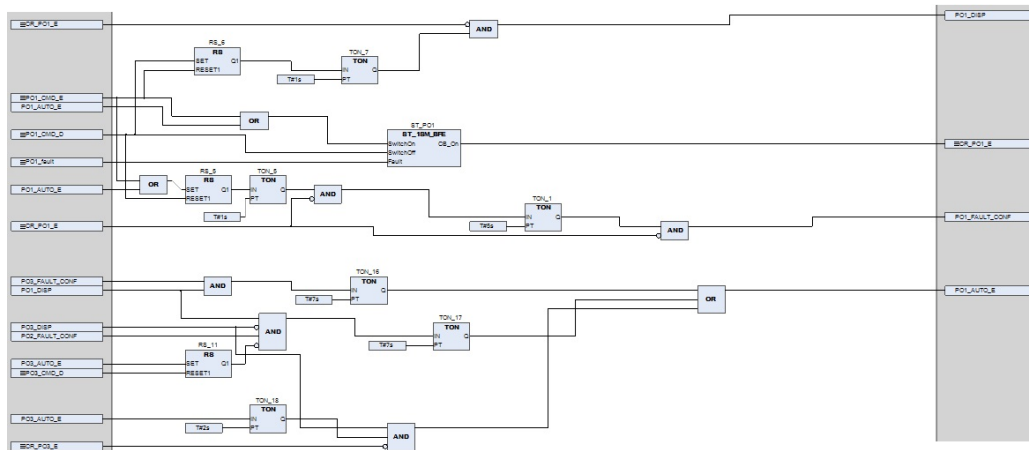 CR_PO1_E
PO1_DISP
AND
RS_6
RS
SET
Q1
RESET1
TON_7
TON
IN
Q
PT
T#1s
PO1_CMD_E
PO1_AUTO_E
OR
PO1_CMD_D
ST_PO1
ST_1BM_BFE
SwitchOn
CB_On
SwitchOff
Fault
CR_PO1_E
PO1_fault
PO1_AUTO_E
OR
RS_5
RS
SET
Q1
RESET1
TON_5
TON
IN
Q
PT
T#1s
AND
TON_1
TON
IN
Q
PT
T#5s
CR_PO1_E
AND
PO1_FAULT_CONF
PO3_FAULT_CONF
PO1_DISP
AND
TON_16
TON
IN
Q
PT
T#7s
OR
PO1_AUTO_E
PO3_DISP
PO2_FAULT_CONF
AND
TON_17
TON
IN
Q
PT
T#7s
RS_11
RS
SET
Q1
RESET1
PO3_AUTO_E
PO3_CMD_D
TON_18
TON
IN
Q
PT
T#2s
PO3_AUTO_E
AND
CR_PO3_E